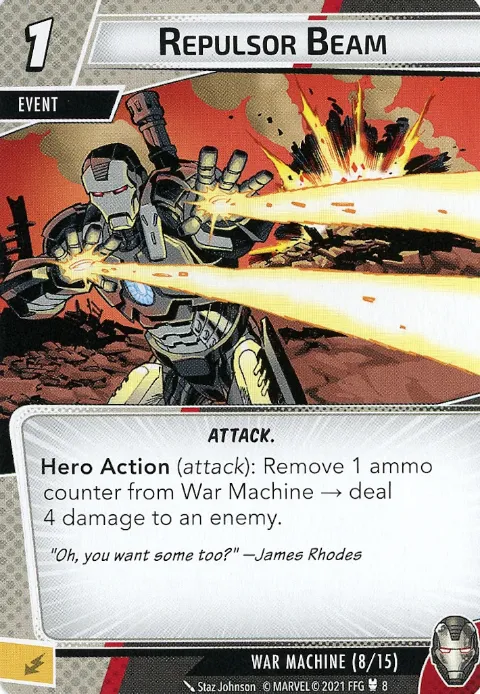 1
REPULSOR BEAM
EVENT
ATTACK.
Hero Action (attack): Remove 1 ammo
counter from War Machine → deal
4 damage to an enemy.
"Oh, you want some too?" —James Rhodes
WAR MACHINE (8/15)
Staz Johnson © MARVEL © 2021 FFG 8